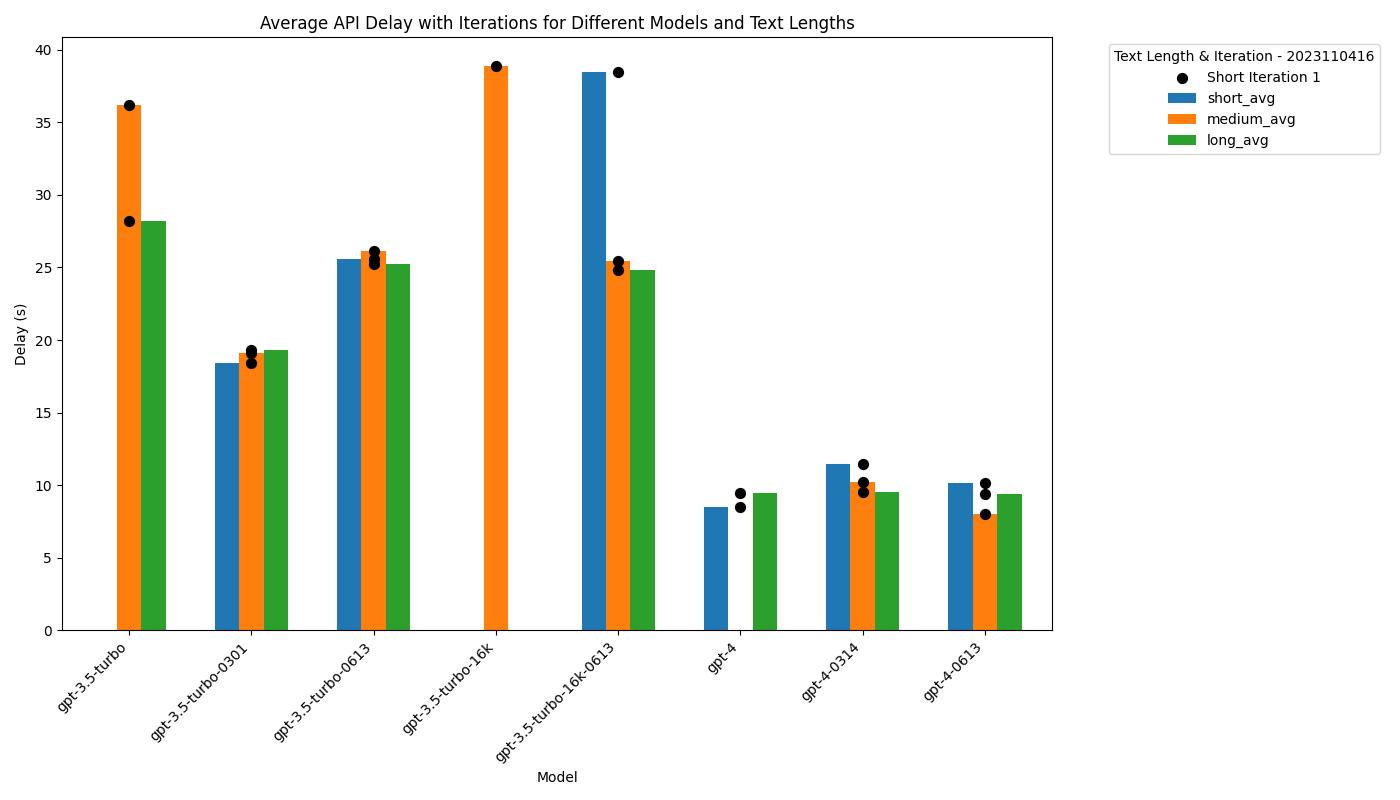 Average API Delay with Iterations for Different Models and Text Lengths
Text Length & Iteration - 2023110416
Short Iteration 1
short_avg
medium_avg
long_avg
Delay (s)
40
35
30
25
20
15
10
5
0
gpt-3.5-turbo
gpt-3.5-turbo-0301
gpt-3.5-turbo-0613
gpt-3.5-turbo-16k
gpt-3.5-turbo-16k-0613
gpt-4
gpt-4-0314
gpt-4-0613
Model